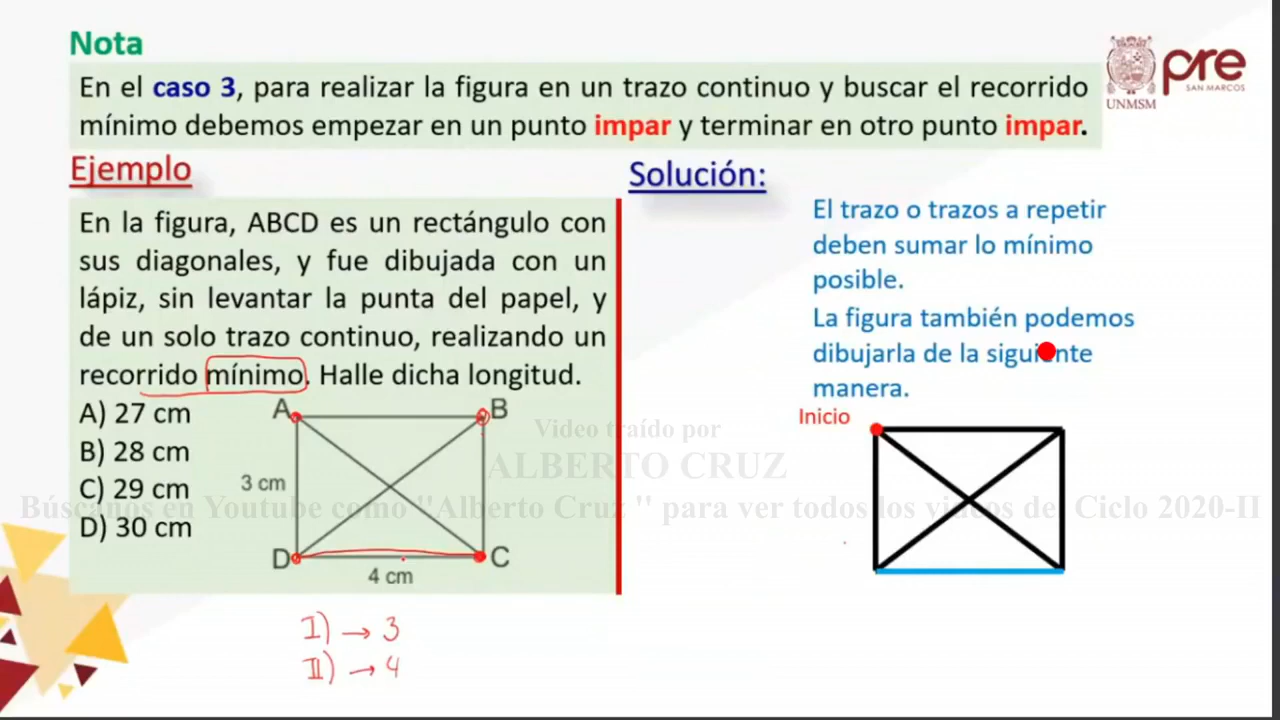 Nota
En el caso 3, para realizar la figura en un trazo continuo y buscar el recorrido
mínimo debemos empezar en un punto impar y terminar en otro punto impar.
UNMSM
pre
SAN MARCOS
Ejemplo
En la figura, ABCD es un rectángulo con
sus diagonales, y fue dibujada con un
lápiz, sin levantar la punta del papel, y
de un solo trazo continuo, realizando un
recorrido mínimo. Halle dicha longitud.
A) 27 cm
B) 28 cm
C) 29 cm
D) 30 cm
A
B
3 cm
D
C
4 cm
I) → 3
II) → 4
Solución:
El trazo o trazos a repetir
deben sumar lo mínimo
posible.
La figura también podemos
dibujarla de la siguiente
manera.
Inicio
Video traído por
ALBERTO CRUZ
Búscanos en Youtube como "Alberto Cruz " para ver todos los videos del Ciclo 2020-II